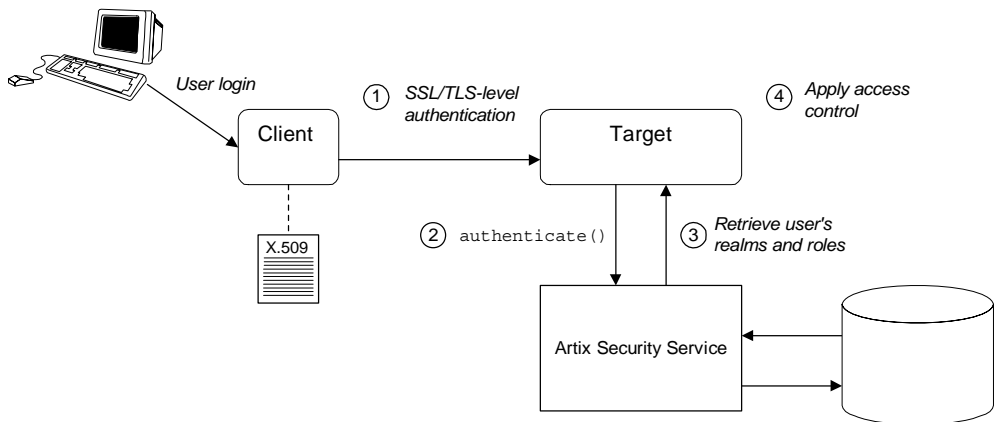 User login
1
SSL/TLS-level
authentication
4
Apply access
control
Client
Target
X.509
2
authenticate()
3
Retrieve user's
realms and roles
Artix Security Service